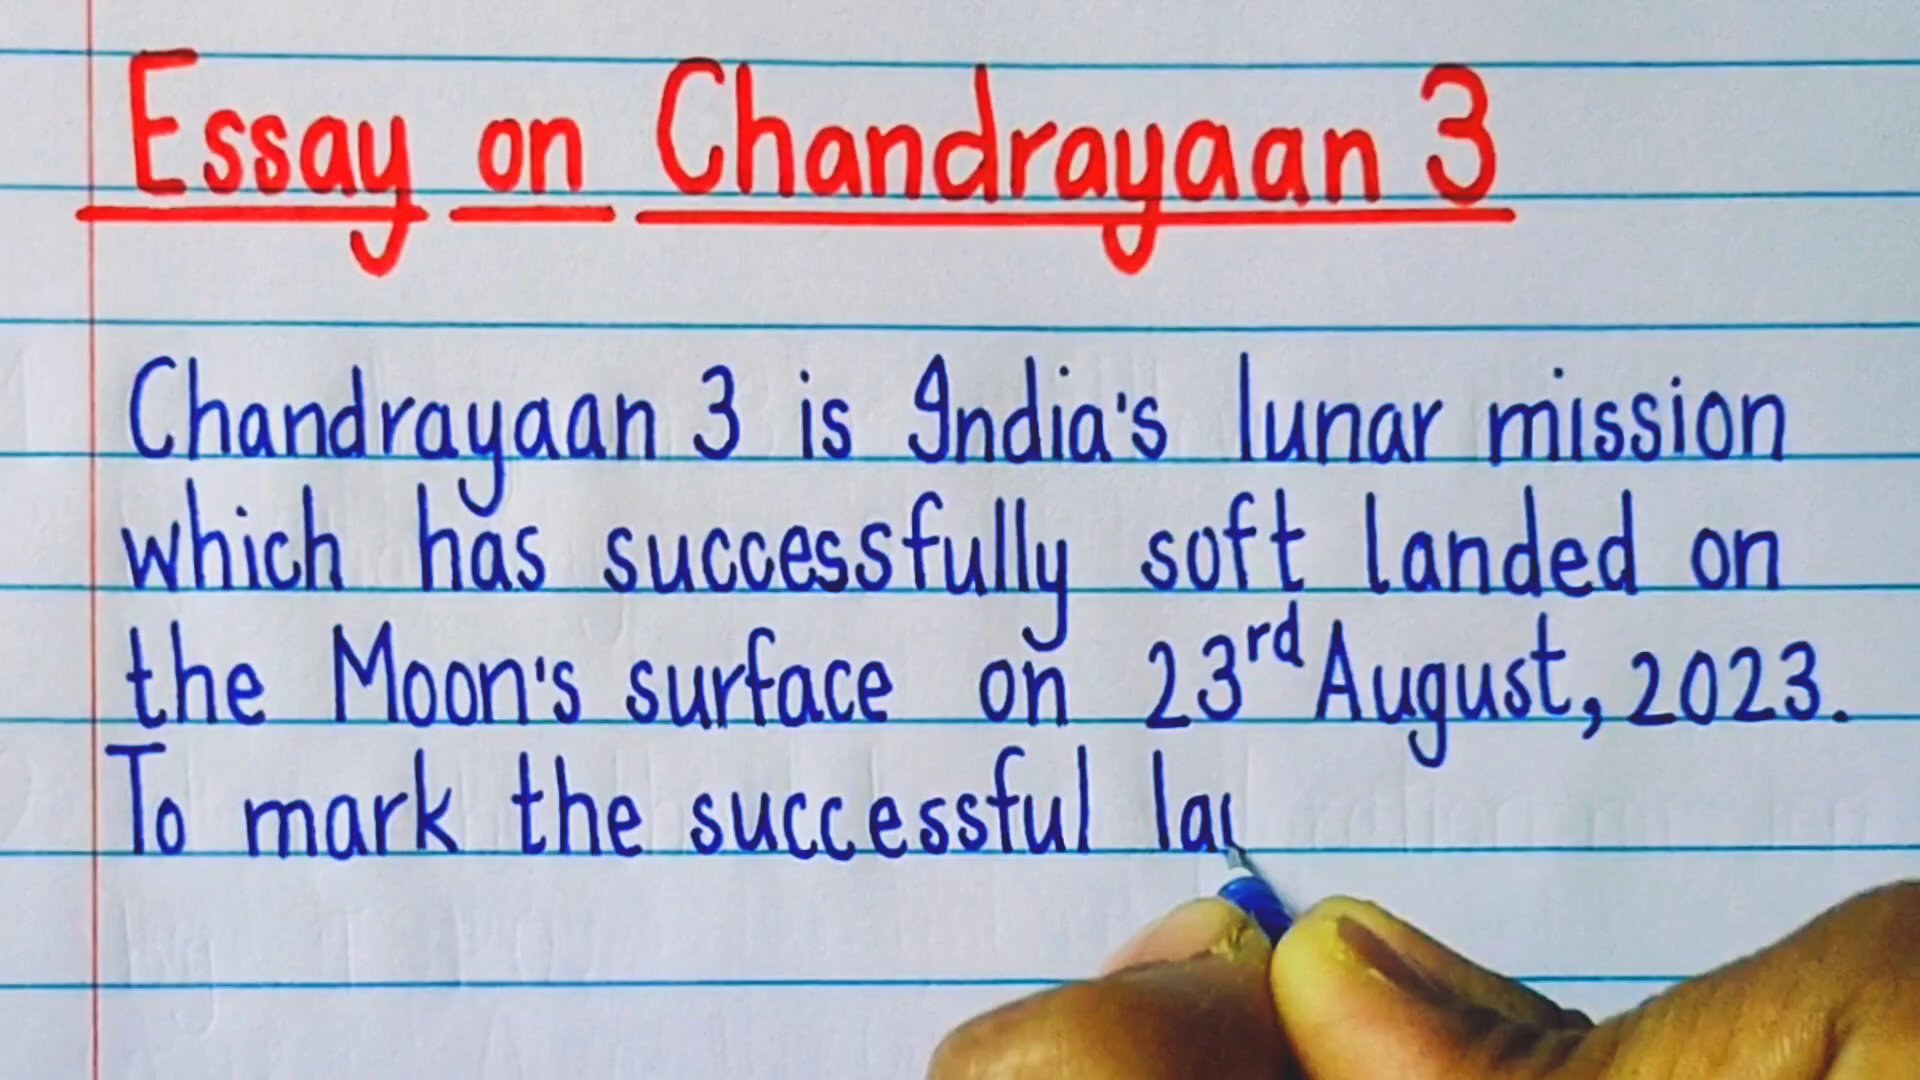 Essay on Chandrayaan 3
Chandrayaan 3 is India's lunar mission
which has successfully soft landed on
the Moon's surface on 23rd August, 2023.
To mark the successful